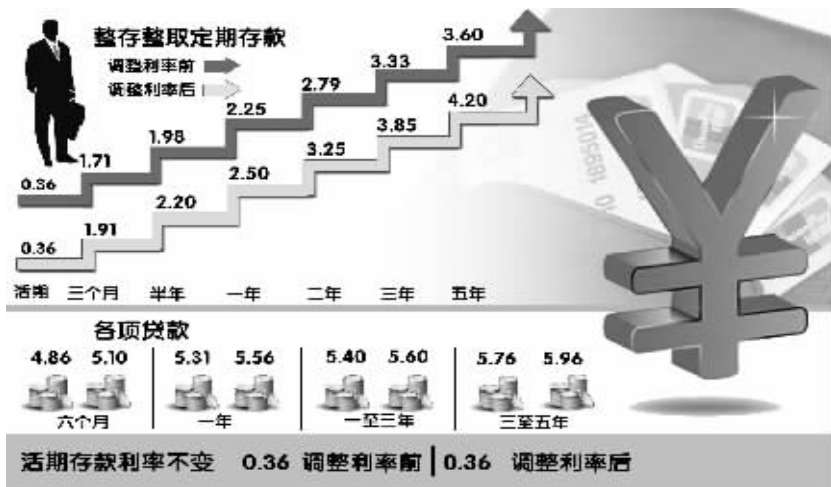 整存整取定期存款
调整利率前
调整利率后
0.36 1.71 1.98 2.25 2.79 3.33 3.60
0.36 1.91 2.20 2.50 3.25 3.85 4.20
活期 三个月 半年 一年 二年 三年 五年
各项贷款
4.86 5.10 5.31 5.56 5.40 5.60 5.76 5.96
六个月 一年 一至三年 三至五年
活期存款利率不变 0.36 调整利率前 0.36 调整利率后